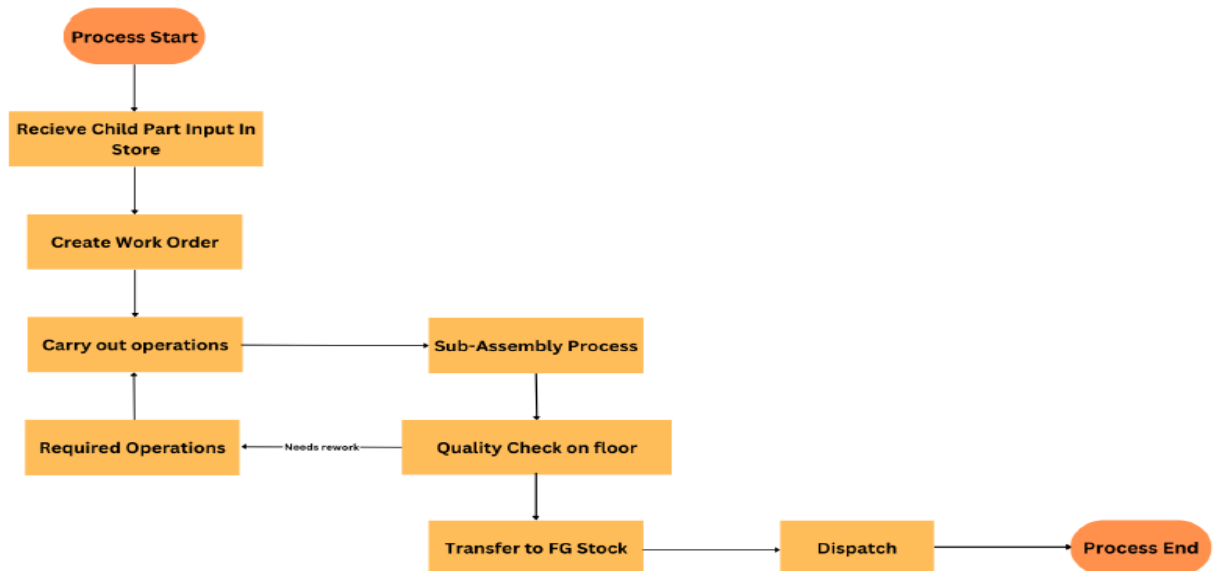 Process Start
Recieve Child Part Input In
Store
Create Work Order
Carry out operations
Sub-Assembly Process
Required Operations
Needs rework
Quality Check on floor
Transfer to FG Stock
Dispatch
Process End